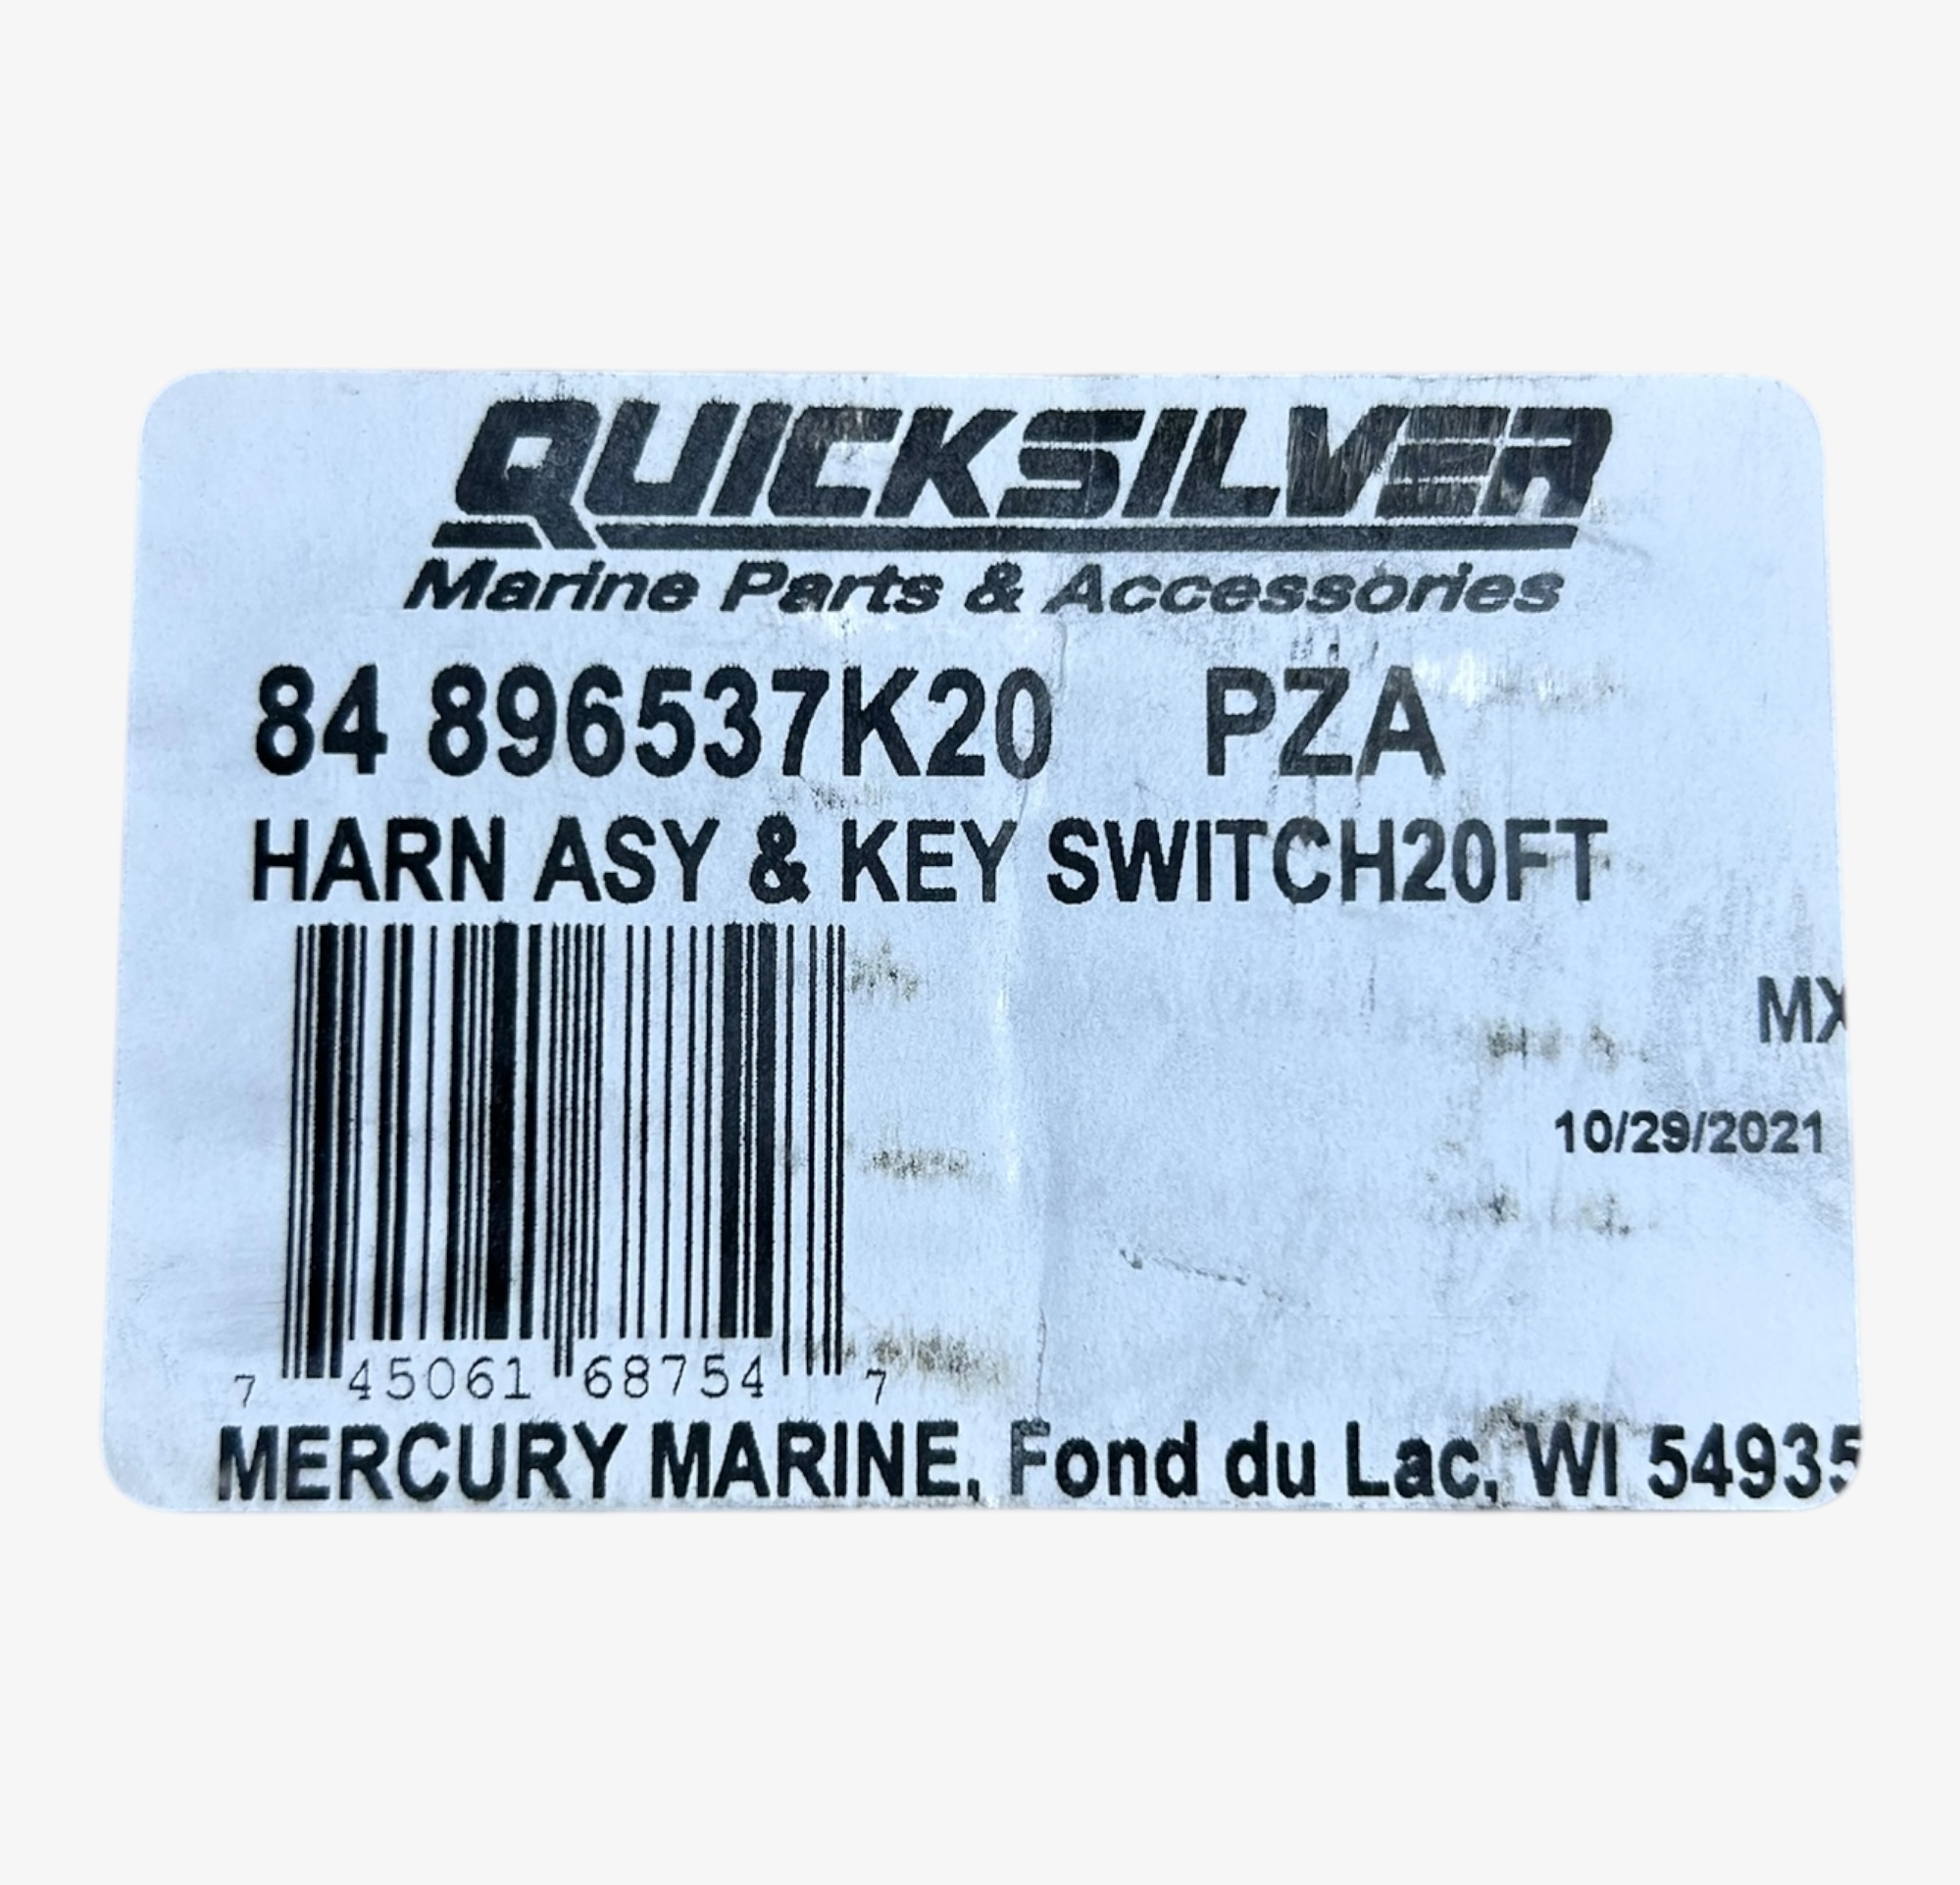 QUICKSILVER
Marine Parts & Accessories
84 896537K20 PZA
HARN ASY & KEY SWITCH20FT
MX
10/29/2021
7 45061 68754 7
MERCURY MARINE, Fond du Lac, WI 54935